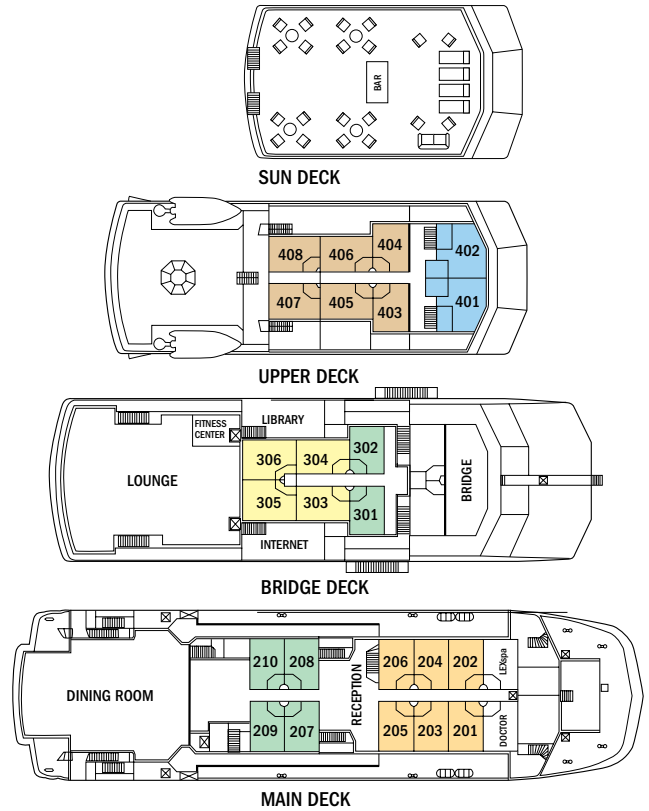 BAR
SUN DECK
408 406 404
402
407 405 403
401
UPPER DECK
FITNESS
CENTER
LIBRARY
306 304 302
LOUNGE
BRIDGE
305 303 301
INTERNET
BRIDGE DECK
210 208
206 204 202
LEXspa
DINING ROOM
RECEPTION
209 207
205 203 201
DOCTOR
MAIN DECK